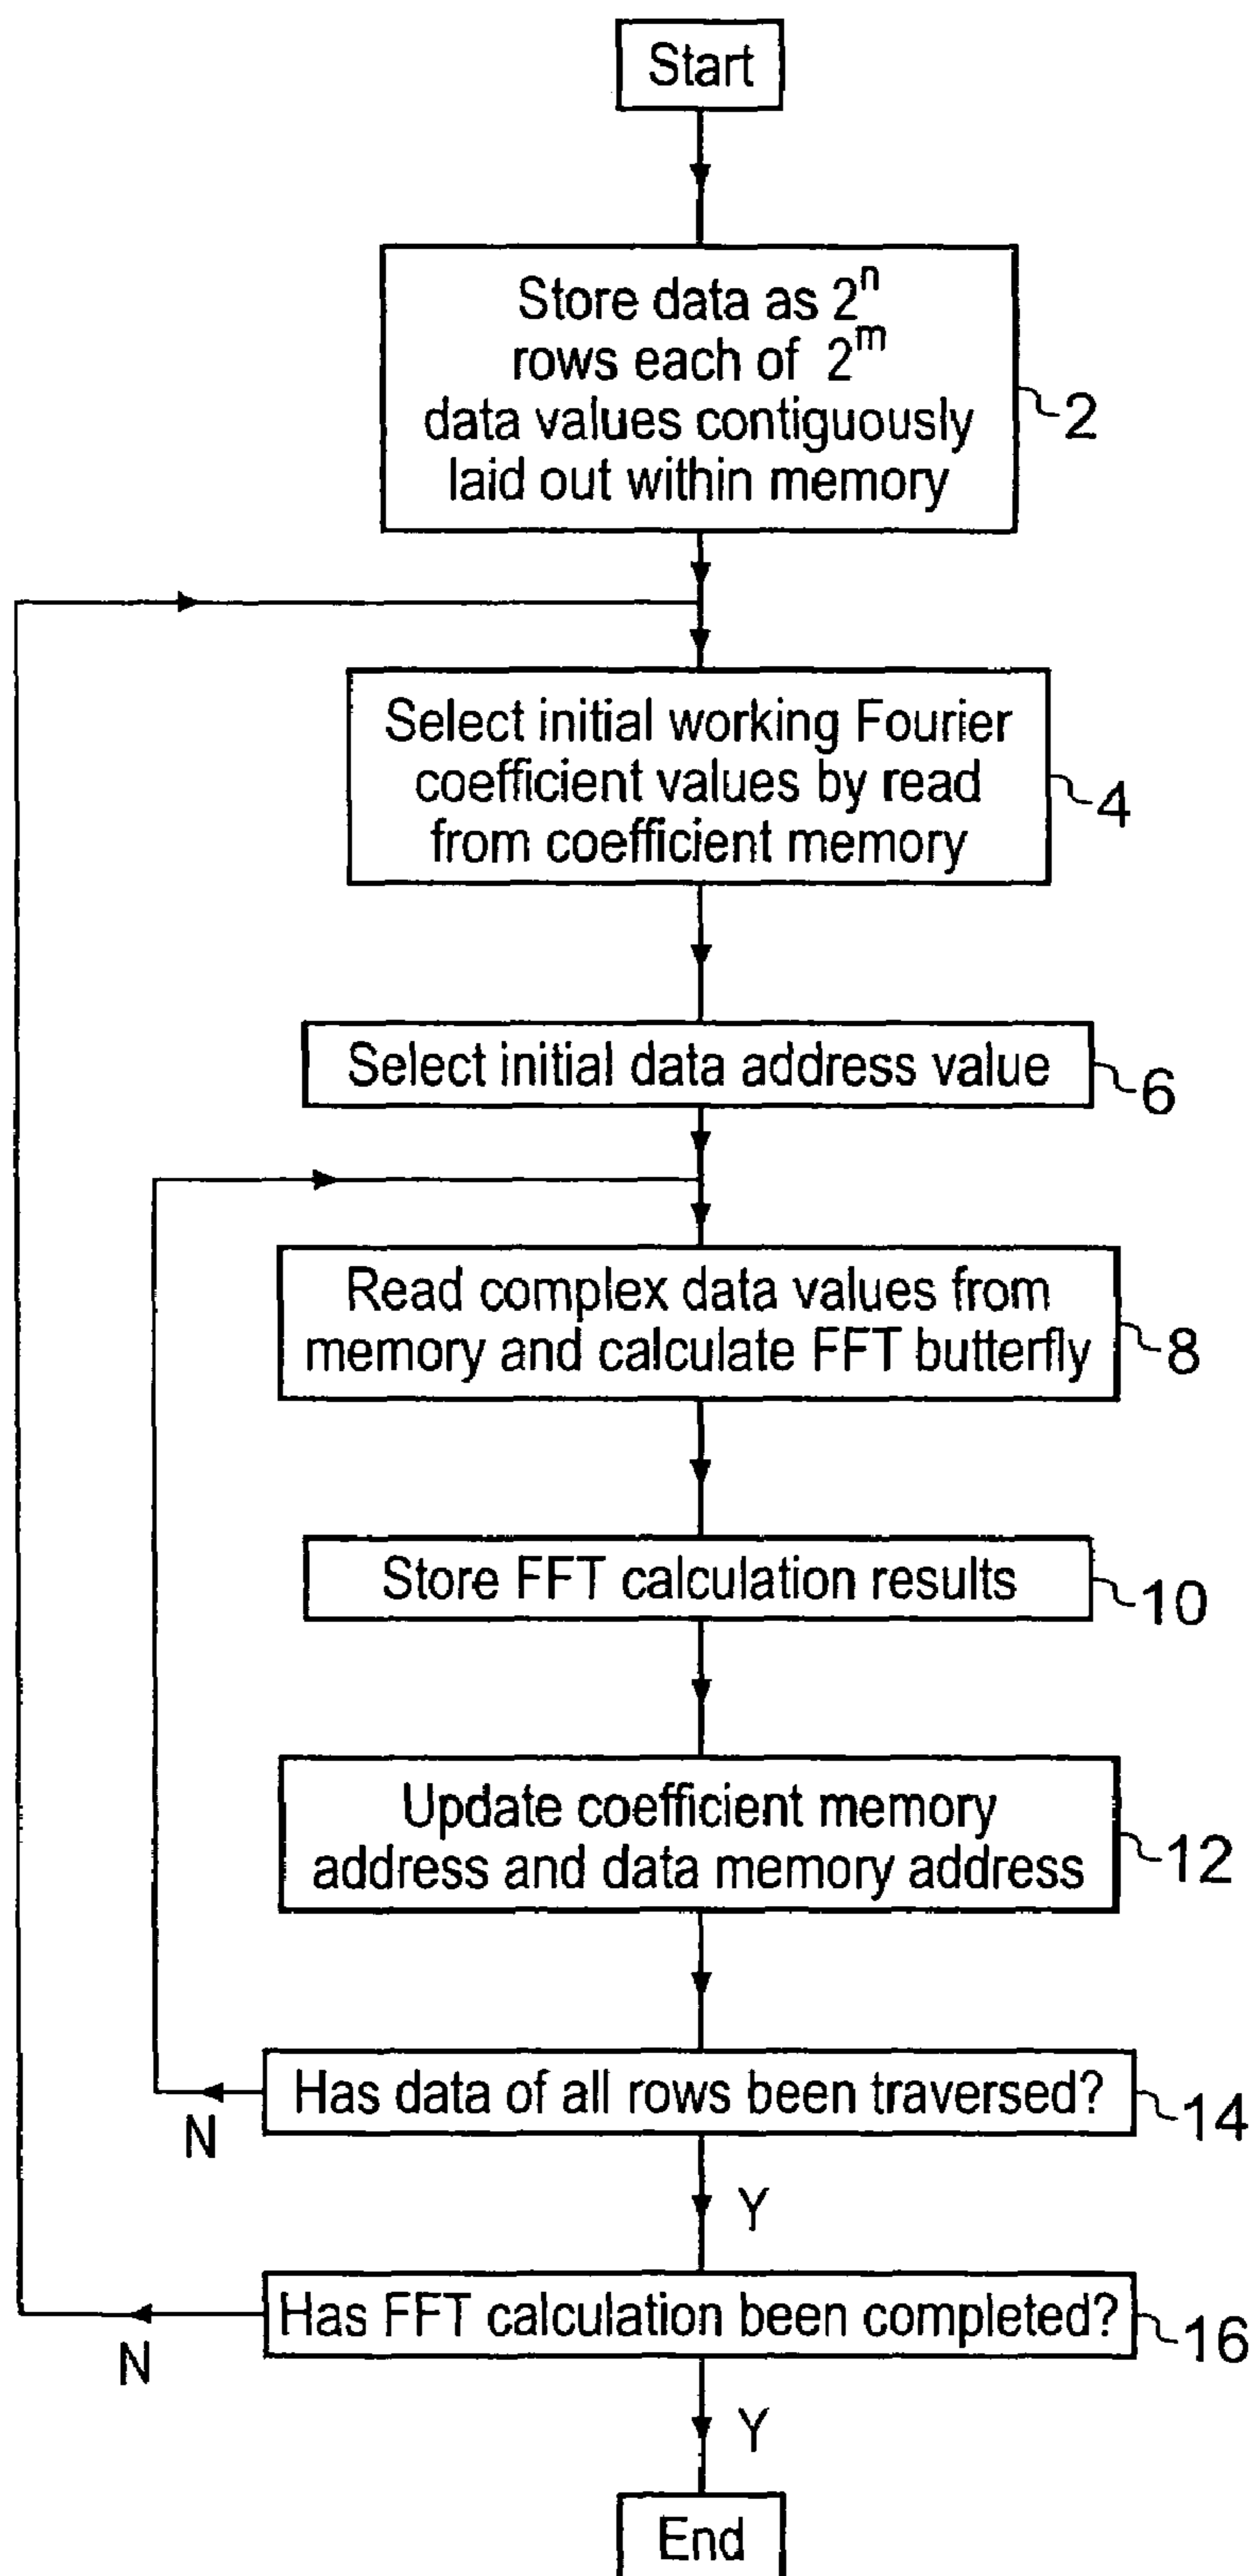 Start
Store data as 2^n
rows each of 2^m
data values contiguously
laid out within memory
2
Select initial working Fourier
coefficient values by read
from coefficient memory
4
Select initial data address value
6
Read complex data values from
memory and calculate FFT butterfly
8
Store FFT calculation results
10
Update coefficient memory
address and data memory address
12
Has data of all rows been traversed?
14
N
Y
Has FFT calculation been completed?
16
N
Y
End